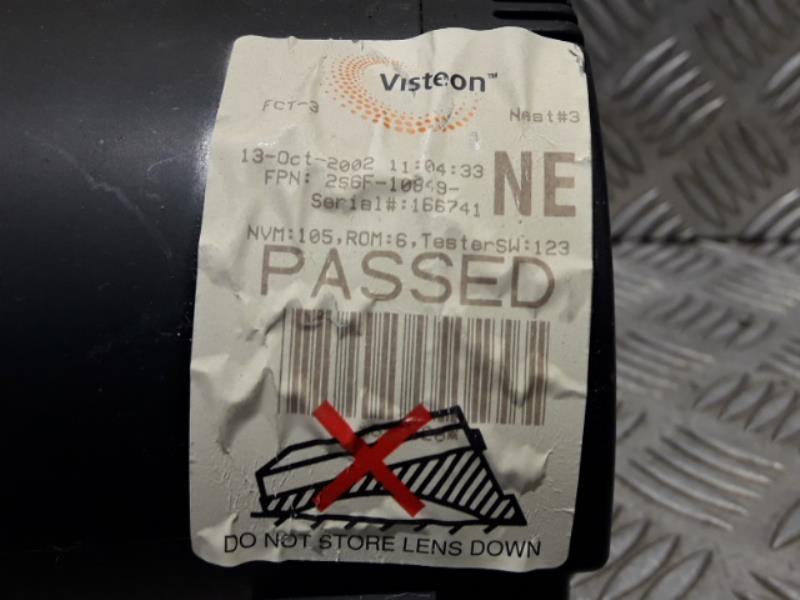 Visteon™
FCT-3 NAst#3
13-Oct-2002 11:04:33
FPN: 2S6F-10849-
NE
Serial#:166741
NVM:105,ROM:6,TesterSW:123
PASSED
DO NOT STORE LENS DOWN